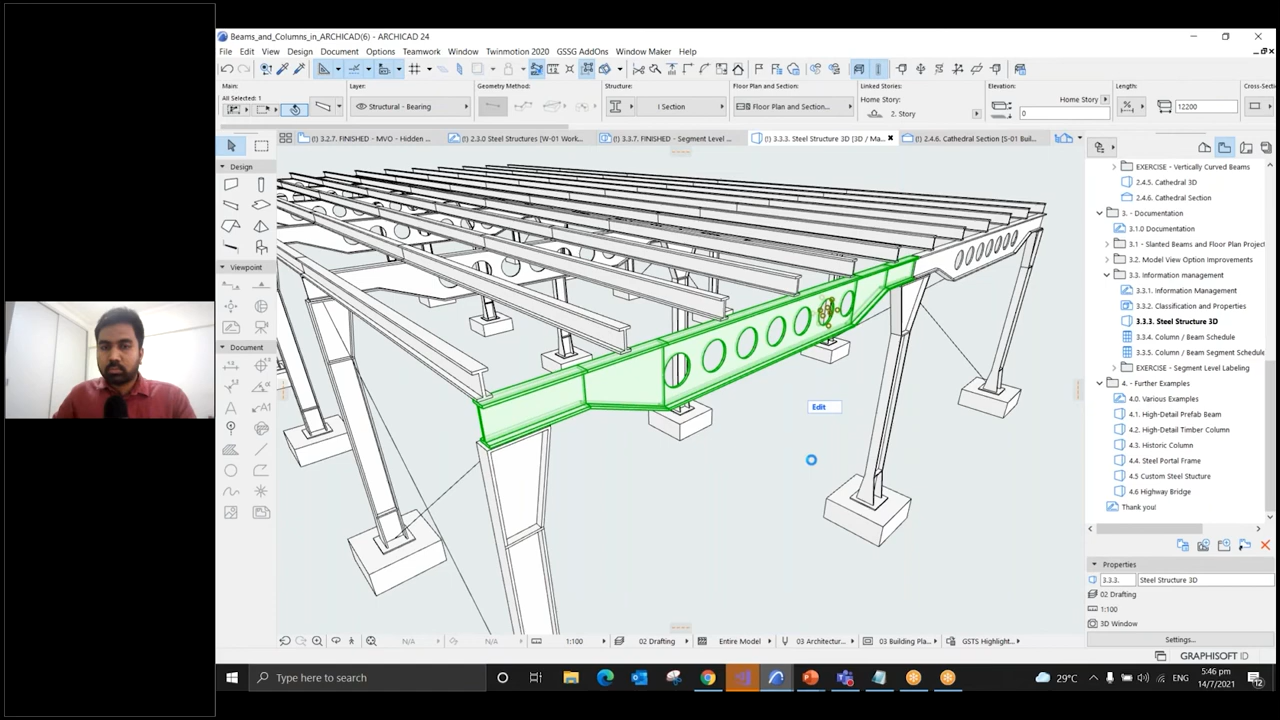 Beams_and_Columns_in_ARCHICAD(6) - ARCHICAD 24
File Edit View Design Document Options Teamwork Window Twinmotion 2020 GSSG AddOns Window Maker Help
Main: Layer: Geometry Method: Structure: Floor Plan and Section: Linked Stories: Elevation: Length: Cross-Secti
All Selected: 1
Home Story:
Home Story
Structural - Bearing
I Section
Floor Plan and Section...
2. Story
0
12200
(!) 3.2.7. FINISHED - MVO - Hidden ...
(!) 2.3.0 Steel Structures [W-01 Work...
(!) 3.3.7. FINISHED - Segment Level ...
(!) 3.3.3. Steel Structure 3D [3D / Ma...
(!) 2.4.6. Cathedral Section [S-01 Buil...
Design
Viewpoint
Document
Edit
EXERCISE - Vertically Curved Beams
2.4.5. Cathedral 3D
2.4.6. Cathedral Section
3. - Documentation
3.1.0 Documentation
3.1 - Slanted Beams and Floor Plan Projec
3.2. Model View Option Improvements
3.3. Information management
3.3.1. Information Management
3.3.2. Classification and Properties
3.3.3. Steel Structure 3D
3.3.4. Column / Beam Schedule
3.3.5. Column / Beam Segment Schedule
EXERCISE - Segment Level Labeling
4. - Further Examples
4.0. Various Examples
4.1. High-Detail Prefab Beam
4.2. High-Detail Timber Column
4.3. Historic Column
4.4. Steel Portal Frame
4.5 Custom Steel Stucture
4.6 Highway Bridge
Thank you!
Properties
3.3.3. Steel Structure 3D
02 Drafting
1:100
3D Window
Settings...
N/A N/A 1:100 02 Drafting Entire Model 03 Architectur... 03 Building Pla... GSTS Highlight...
GRAPHISOFT ID
Type here to search
29°C
ENG
5:46 pm
14/7/2021
12